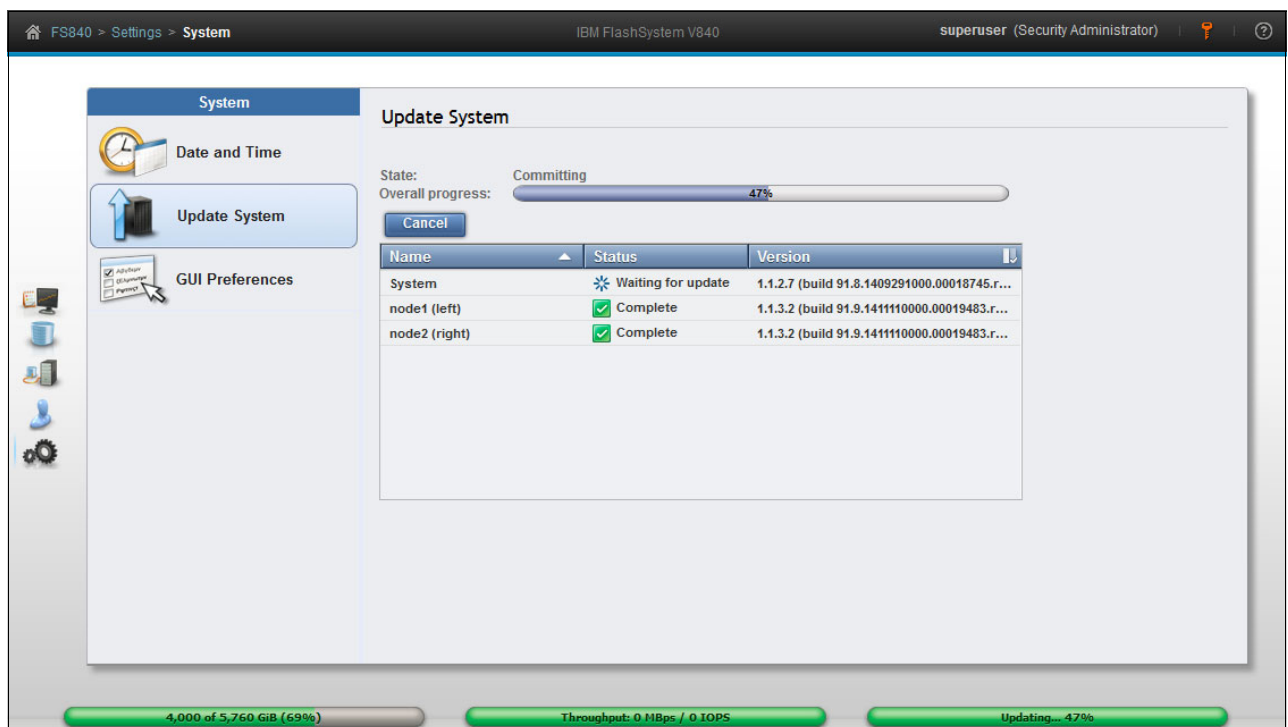 FS840 > Settings > System
IBM FlashSystem V840
superuser (Security Administrator)
System
Date and Time
Update System
GUI Preferences
Update System
State: Committing
Overall progress: 47%
Cancel
Name Status Version
System Waiting for update 1.1.2.7 (build 91.8.1409291000.00018745.r...
node1 (left) Complete 1.1.3.2 (build 91.9.1411110000.00019483.r...
node2 (right) Complete 1.1.3.2 (build 91.9.1411110000.00019483.r...
4,000 of 5,760 GiB (69%)
Throughput: 0 MBps / 0 IOPS
Updating... 47%